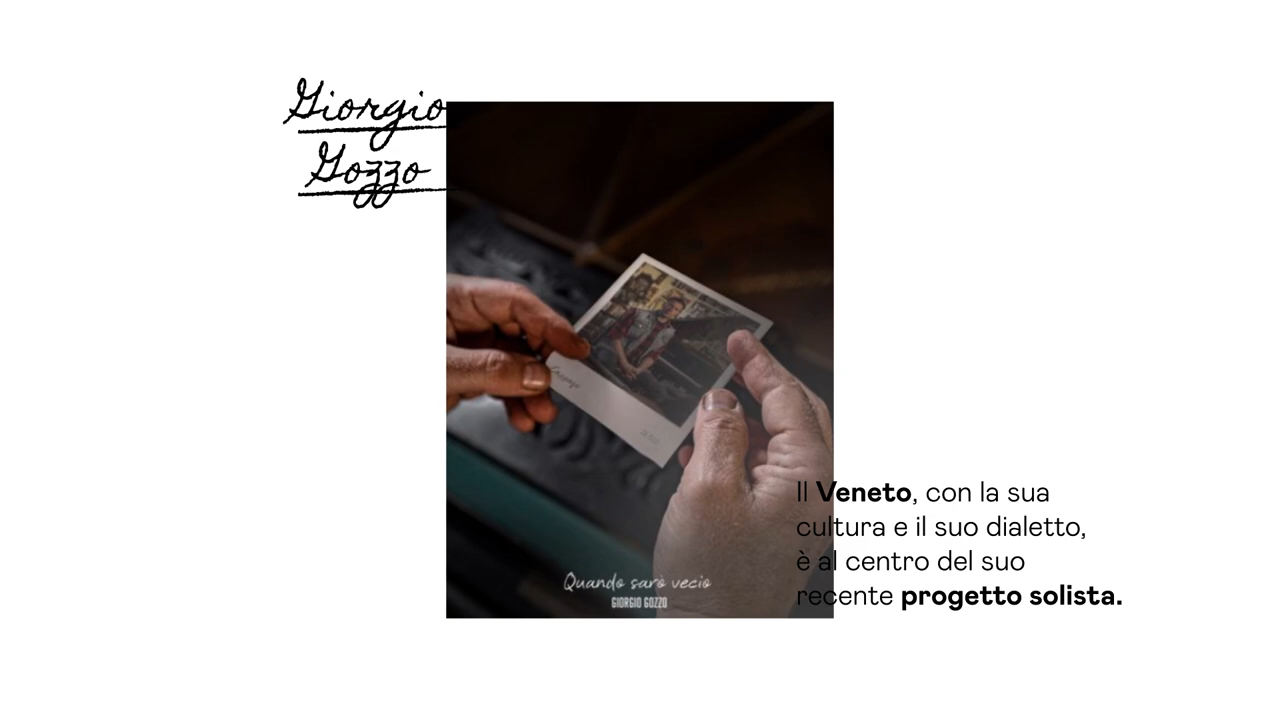 Giorgio
Gozzo
Il Veneto, con la sua
cultura e il suo dialetto,
è al centro del suo
recente progetto solista.
Quando sarò vecio
GIORGIO GOZZO